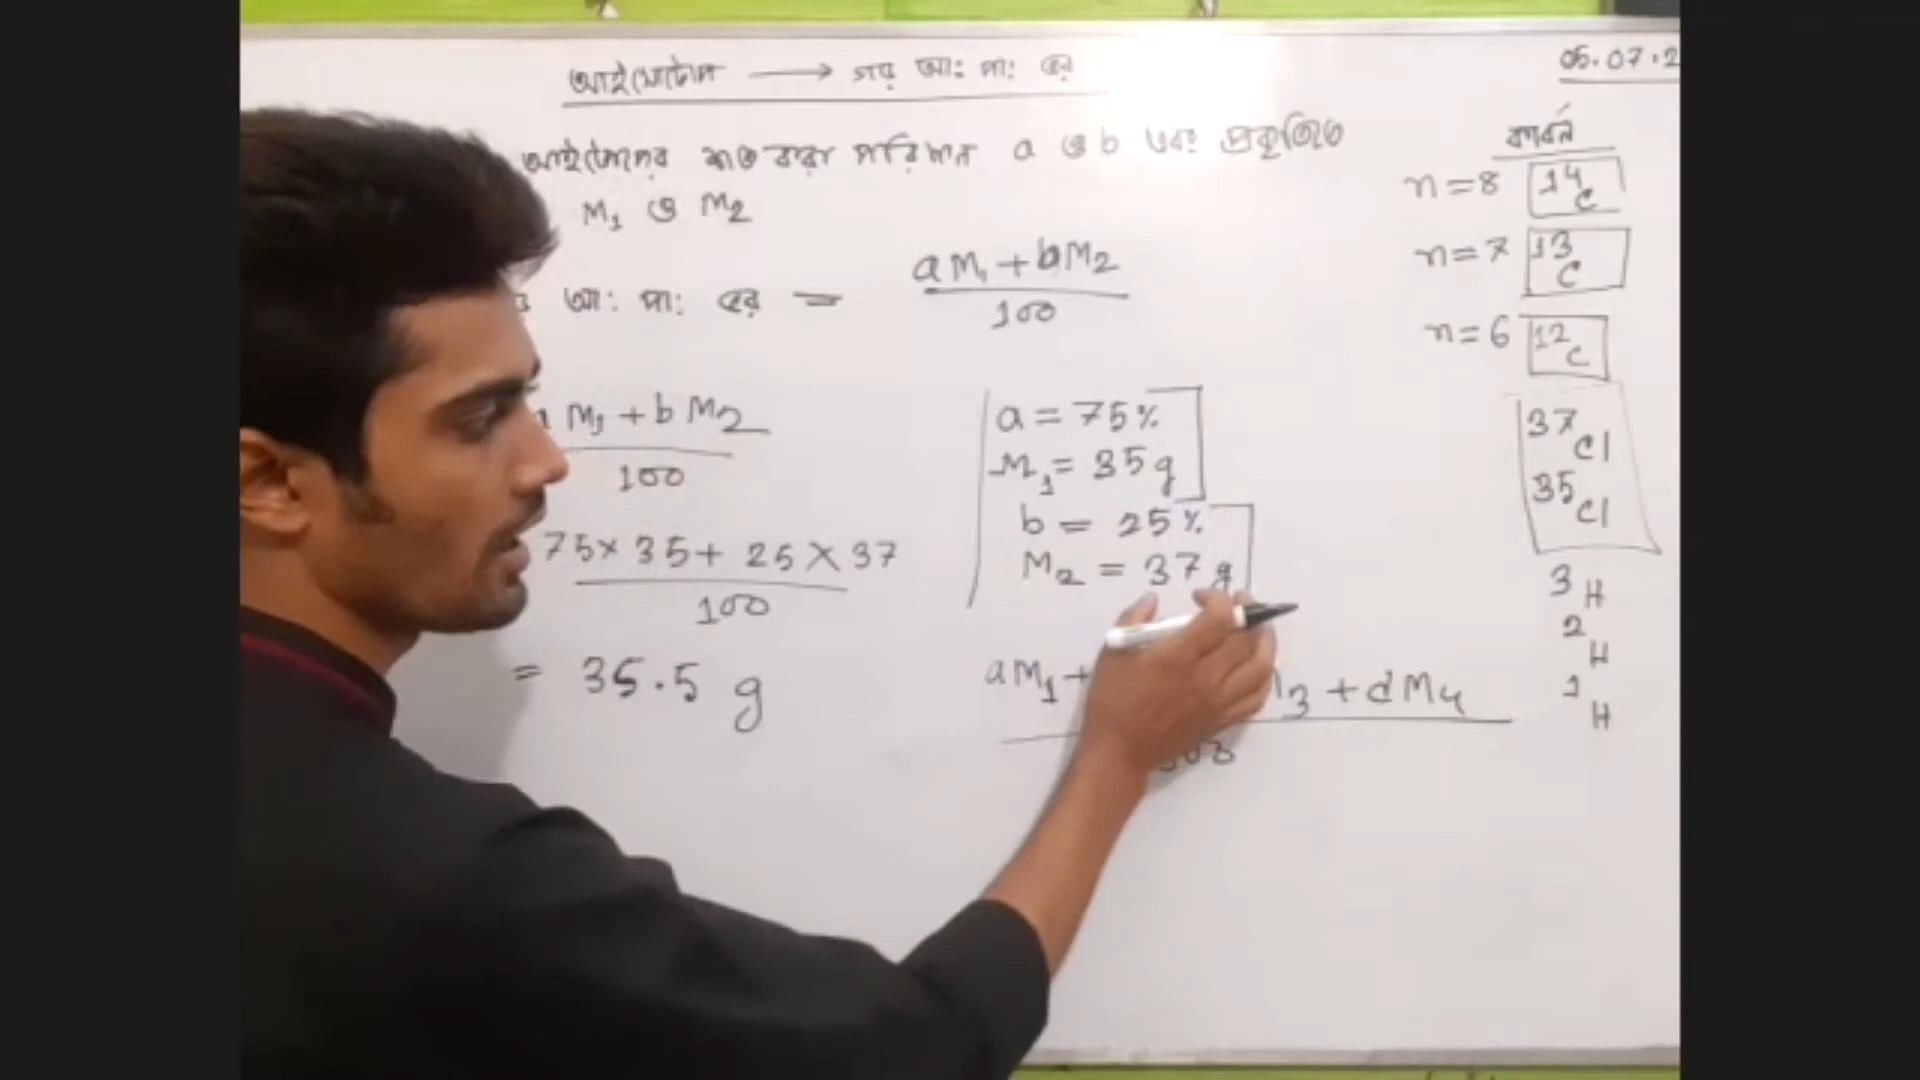 আইসোটোপ → গড় আ: পা: ভর
05.07.2
আইসোটোপের শতকরা পরিমান a ও b এবং প্রকৃতিতে
M₁ ও M₂
আ: পা: ভর = aM₁ + bM₂
100
M₁ + b M₂
100
75 × 35 + 25 × 37
100
= 35.5 g
a = 75%
M₁ = 35g
b = 25%
M₂ = 37g
aM₁ +
₃ + dM₄
কার্বন
n = 8 ¹⁴C
n = 7 ¹³C
n = 6 ¹²C
³⁷Cl
³⁵Cl
³H
²H
¹H